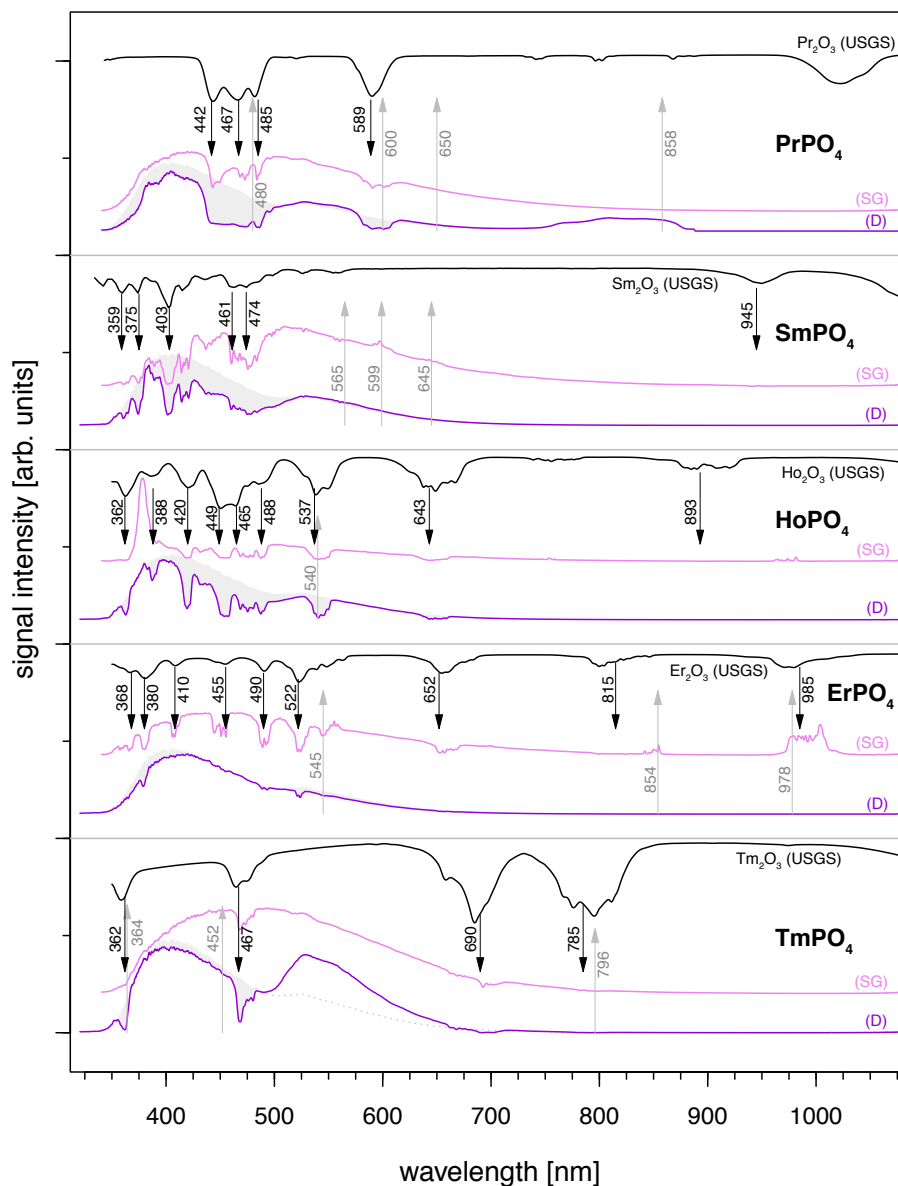 Pr2O3 (USGS)
442
467
485
589
480
600
650
858
PrPO4
(SG)
(D)
Sm2O3 (USGS)
359
375
403
461
474
945
565
599
645
SmPO4
(SG)
(D)
Ho2O3 (USGS)
362
388
420
449
465
488
537
643
893
540
HoPO4
(SG)
(D)
Er2O3 (USGS)
368
380
410
455
490
522
652
815
985
545
854
978
ErPO4
(SG)
(D)
Tm2O3 (USGS)
362
364
452
467
690
785
796
TmPO4
(SG)
(D)
signal intensity [arb. units]
400 500 600 700 800 900 1000
wavelength [nm]